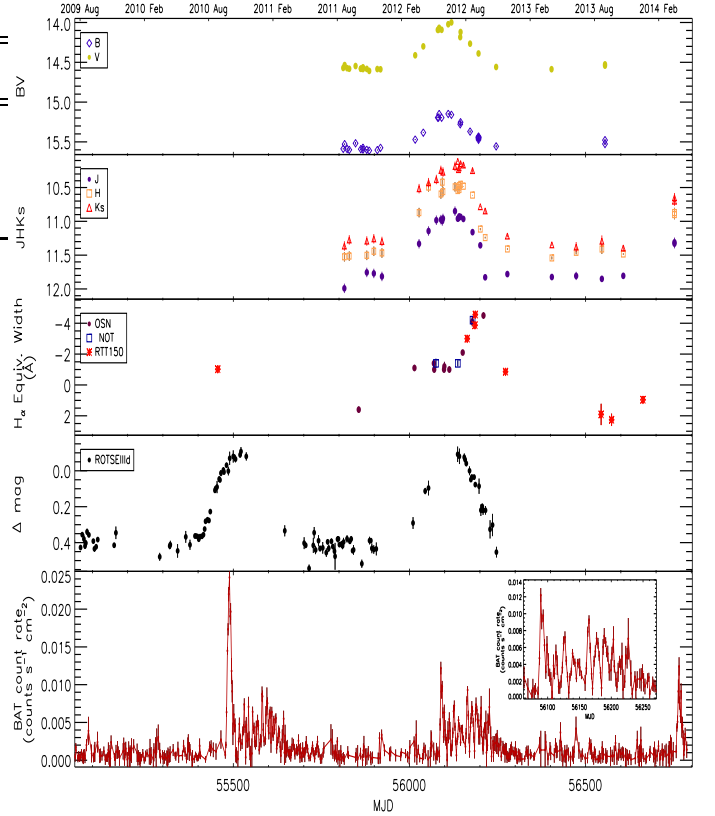 2009 Aug 2010 Feb 2010 Aug 2011 Feb 2011 Aug 2012 Feb 2012 Aug 2013 Feb 2013 Aug 2014 Feb
14.0
14.5
15.0
15.5
BV
B
V
10.5
11.0
11.5
12.0
JHKs
J
H
Ks
-4
-2
0
2
Hα Equiv. Width
(Å)
OSN
NOT
RTT150
0.0
0.2
0.4
Δ mag
ROTSEIIId
0.025
0.020
0.015
0.010
0.005
0.000
BAT count rate
(counts s⁻¹ cm⁻²)
0.014
0.012
0.010
0.008
0.006
0.004
0.002
0.000
BAT count rate
(counts s⁻¹ cm⁻²)
56100 56150 56200 56250
MJD
55500 56000 56500
MJD